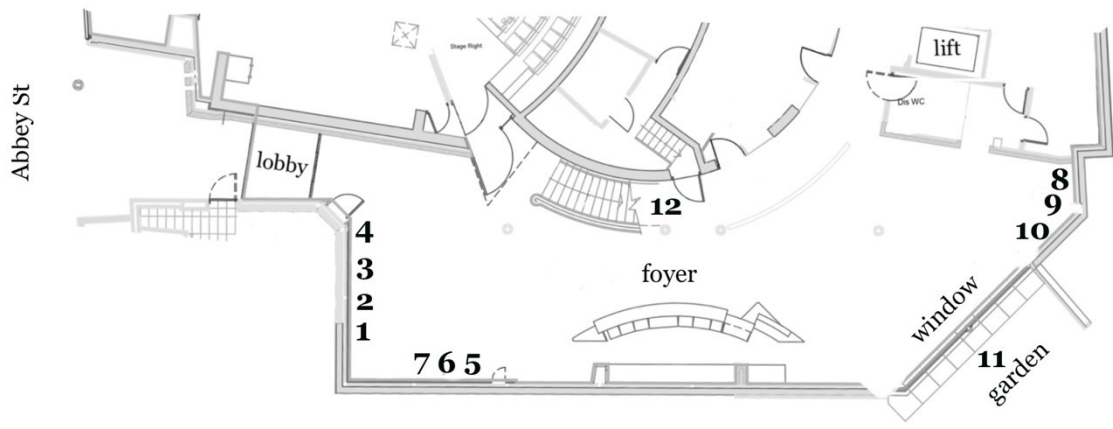 Abbey St
Stage Right
lift
Dis WC
lobby
8
9
10
12
4
3
2
1
foyer
window
garden
11
7 6 5